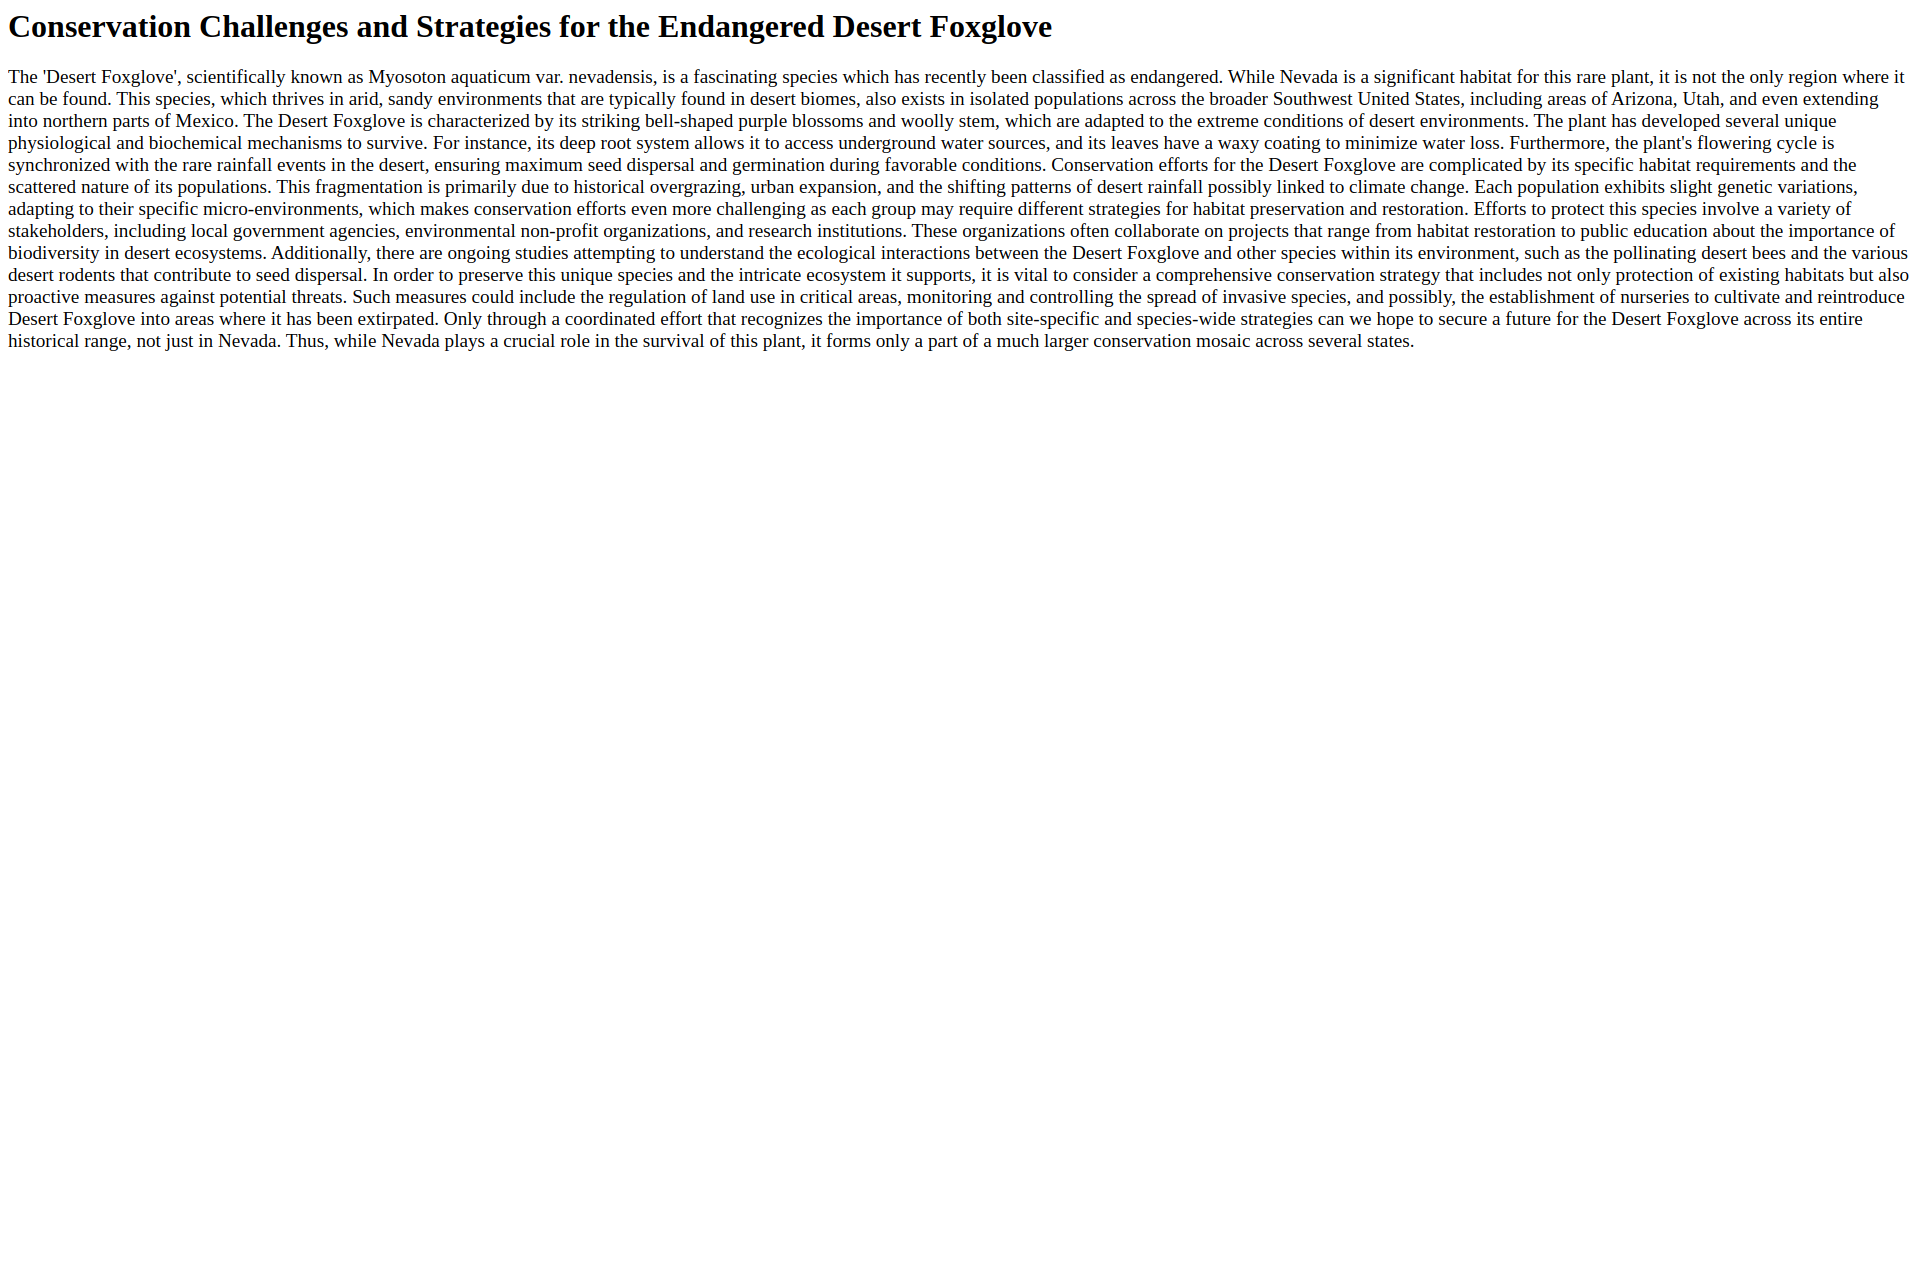 Conservation Challenges and Strategies for the Endangered Desert Foxglove
The 'Desert Foxglove', scientifically known as Myosoton aquaticum var. nevadensis, is a fascinating species which has recently been classified as endangered. While Nevada is a significant habitat for this rare plant, it is not the only region where it
can be found. This species, which thrives in arid, sandy environments that are typically found in desert biomes, also exists in isolated populations across the broader Southwest United States, including areas of Arizona, Utah, and even extending
into northern parts of Mexico. The Desert Foxglove is characterized by its striking bell-shaped purple blossoms and woolly stem, which are adapted to the extreme conditions of desert environments. The plant has developed several unique
physiological and biochemical mechanisms to survive. For instance, its deep root system allows it to access underground water sources, and its leaves have a waxy coating to minimize water loss. Furthermore, the plant's flowering cycle is
synchronized with the rare rainfall events in the desert, ensuring maximum seed dispersal and germination during favorable conditions. Conservation efforts for the Desert Foxglove are complicated by its specific habitat requirements and the
scattered nature of its populations. This fragmentation is primarily due to historical overgrazing, urban expansion, and the shifting patterns of desert rainfall possibly linked to climate change. Each population exhibits slight genetic variations,
adapting to their specific micro-environments, which makes conservation efforts even more challenging as each group may require different strategies for habitat preservation and restoration. Efforts to protect this species involve a variety of
stakeholders, including local government agencies, environmental non-profit organizations, and research institutions. These organizations often collaborate on projects that range from habitat restoration to public education about the importance of
biodiversity in desert ecosystems. Additionally, there are ongoing studies attempting to understand the ecological interactions between the Desert Foxglove and other species within its environment, such as the pollinating desert bees and the various
desert rodents that contribute to seed dispersal. In order to preserve this unique species and the intricate ecosystem it supports, it is vital to consider a comprehensive conservation strategy that includes not only protection of existing habitats but also
proactive measures against potential threats. Such measures could include the regulation of land use in critical areas, monitoring and controlling the spread of invasive species, and possibly, the establishment of nurseries to cultivate and reintroduce
Desert Foxglove into areas where it has been extirpated. Only through a coordinated effort that recognizes the importance of both site-specific and species-wide strategies can we hope to secure a future for the Desert Foxglove across its entire
historical range, not just in Nevada. Thus, while Nevada plays a crucial role in the survival of this plant, it forms only a part of a much larger conservation mosaic across several states.